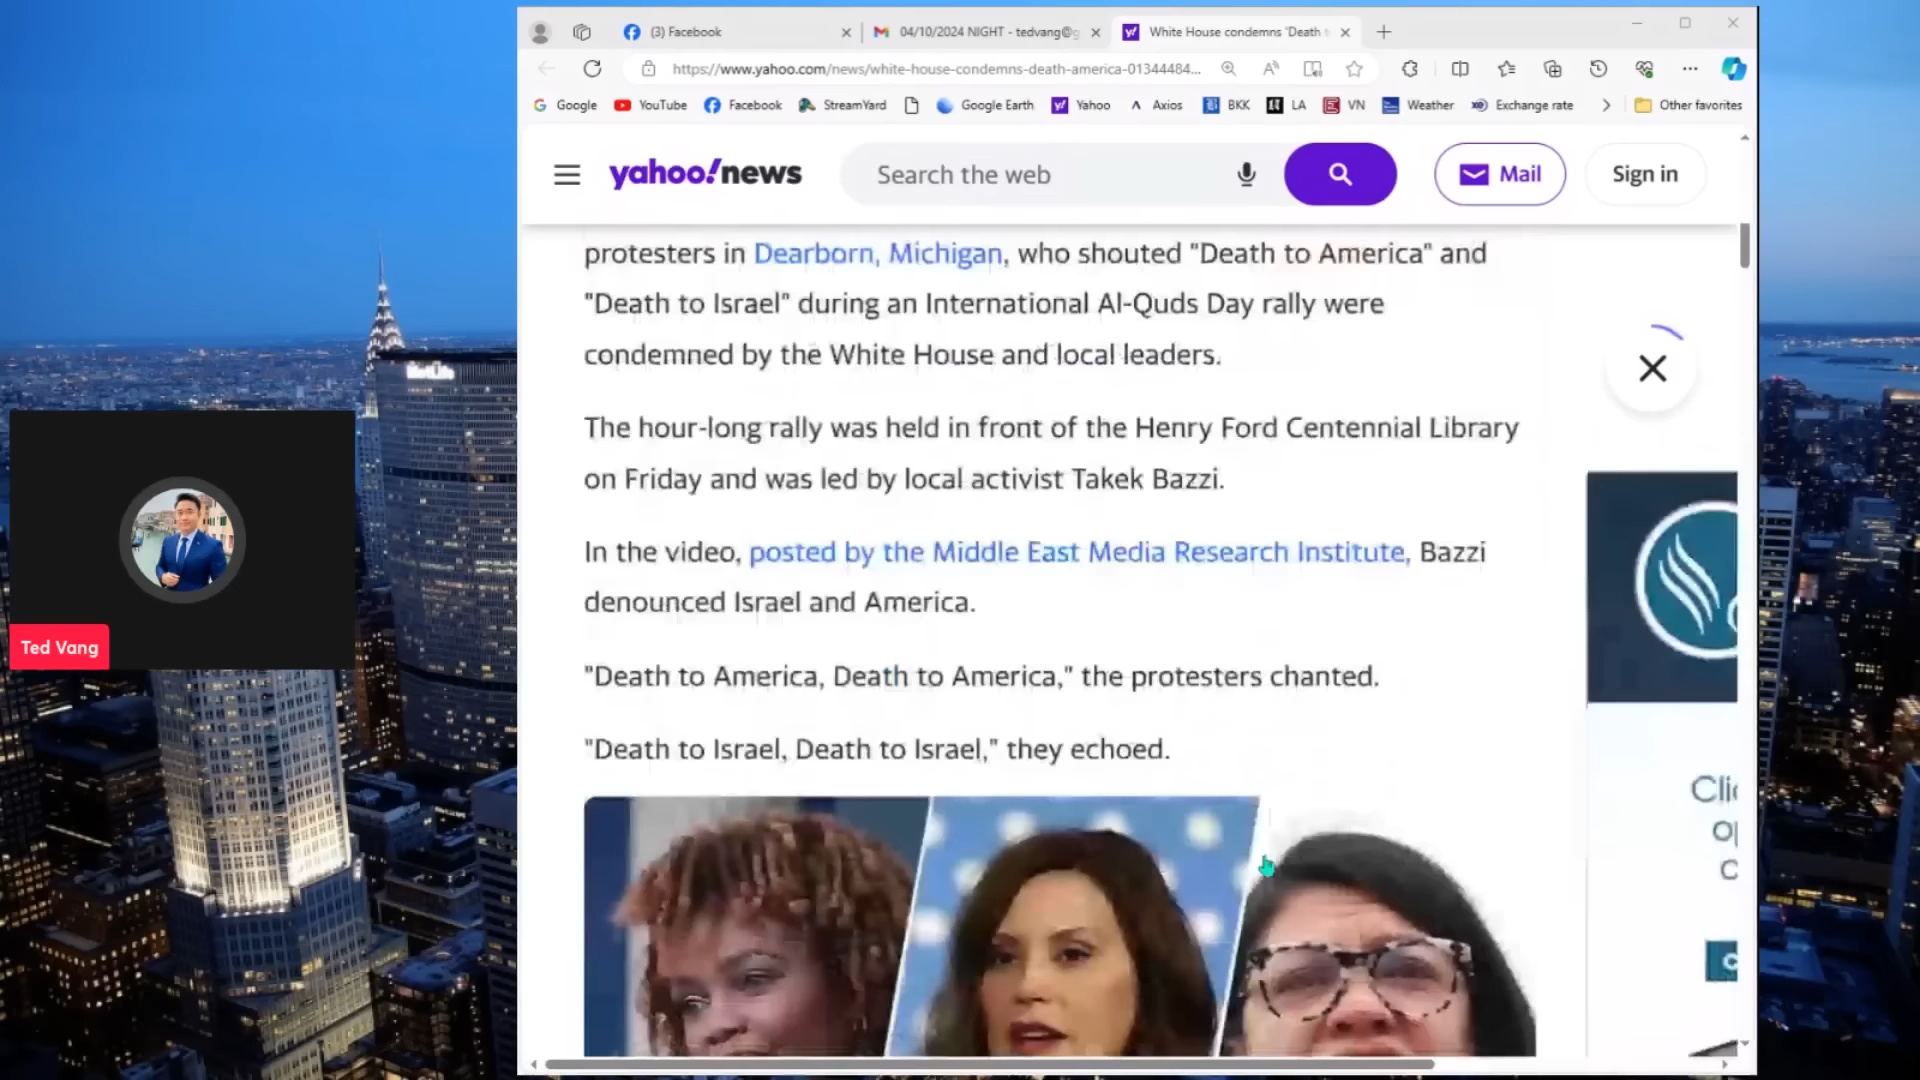 (3) Facebook
04/10/2024 NIGHT - tedvang@g
White House condemns "Death t
https://www.yahoo.com/news/white-house-condemns-death-america-01344484...
Google
YouTube
Facebook
StreamYard
Google Earth
Yahoo
Axios
BKK
LA
VN
Weather
Exchange rate
Other favorites
yahoo!news
Search the web
Mail
Sign in
protesters in Dearborn, Michigan, who shouted "Death to America" and
"Death to Israel" during an International Al-Quds Day rally were
condemned by the White House and local leaders.
The hour-long rally was held in front of the Henry Ford Centennial Library
on Friday and was led by local activist Takek Bazzi.
In the video, posted by the Middle East Media Research Institute, Bazzi
denounced Israel and America.
"Death to America, Death to America," the protesters chanted.
"Death to Israel, Death to Israel," they echoed.
MetLife
Ted Vang